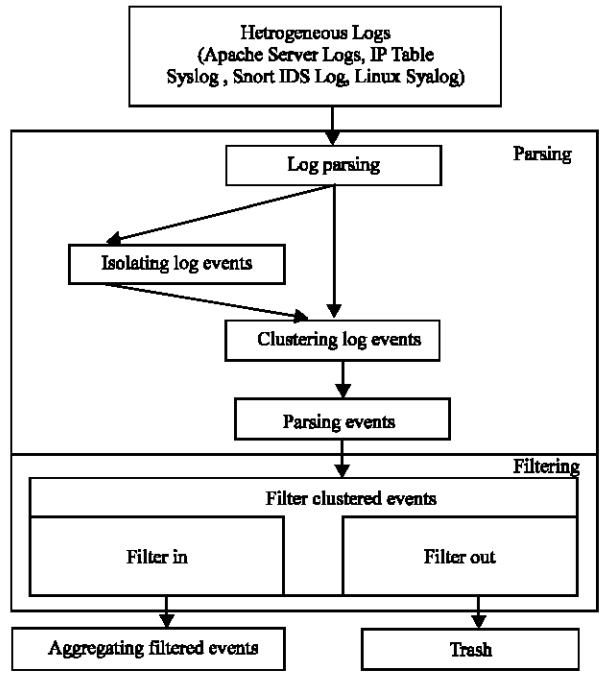 Hetrogeneous Logs
(Apache Server Logs, IP Table
Syslog , Snort IDS Log, Linux Syalog)
Parsing
Log parsing
Isolating log events
Clustering log events
Parsing events
Filtering
Filter clustered events
Filter in
Filter out
Aggregating filtered events
Trash